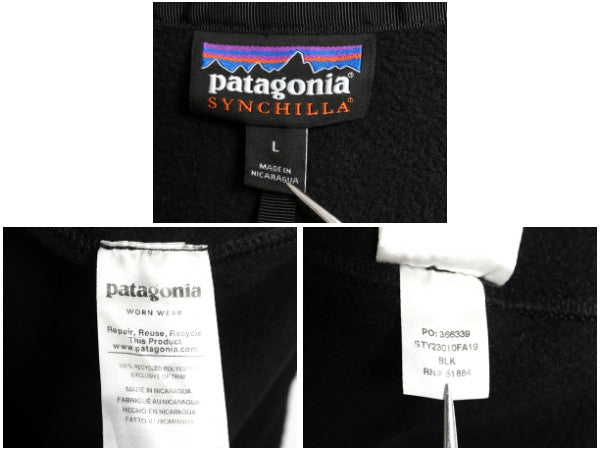 patagonia®
SYNCHILLA®
L
MADE IN
NICARAGUA
patagonia
WORN WEAR
Repair, Reuse, Recycle
This Product
www.patagonia.com
100% RECYCLED POLYESTER
EXCLUSIVE OF TRIM
MADE IN NICARAGUA
FABRIQUÉ AU NICARAGUA
HECHO EN NICARAGUA
FATTO IN NICARAGUA
PO: 366339
STY23010FA19
BLK
RN# 51884